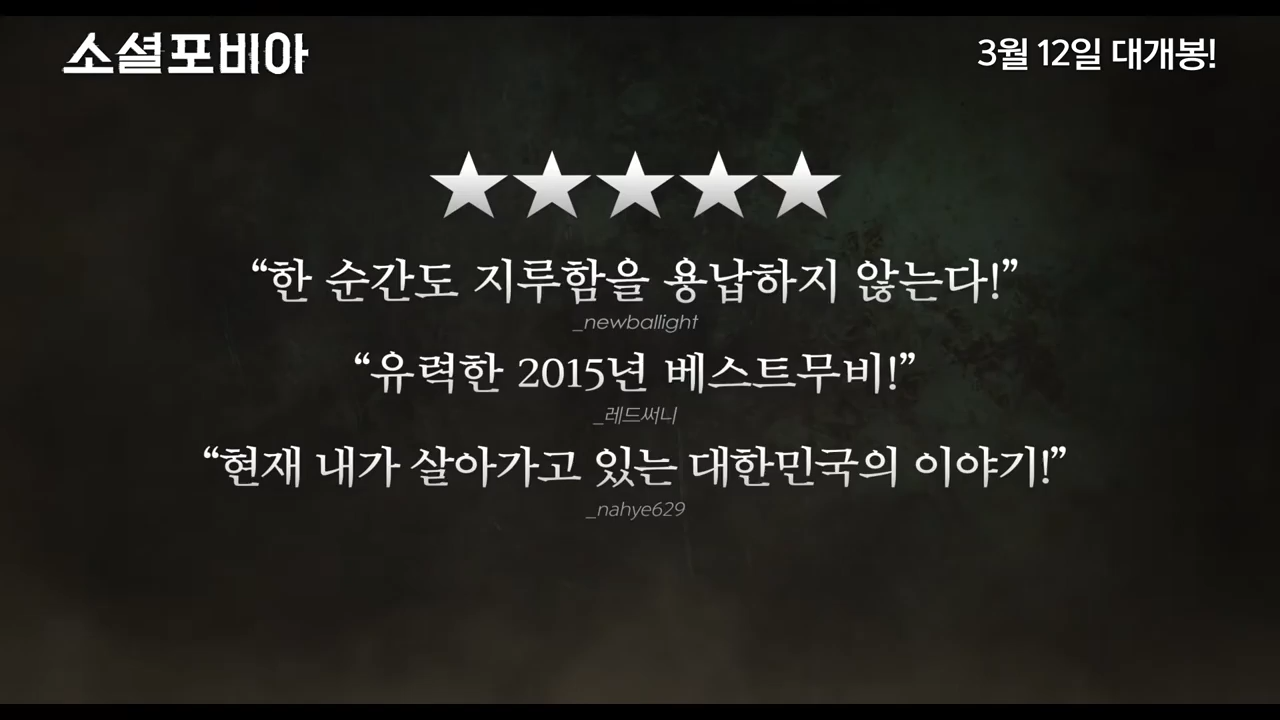 소셜포비아
3월 12일 대개봉!
★★★★★
“한 순간도 지루함을 용납하지 않는다!”
_newballight
“유력한 2015년 베스트무비!”
_레드써니
“현재 내가 살아가고 있는 대한민국의 이야기!”
_nahye629